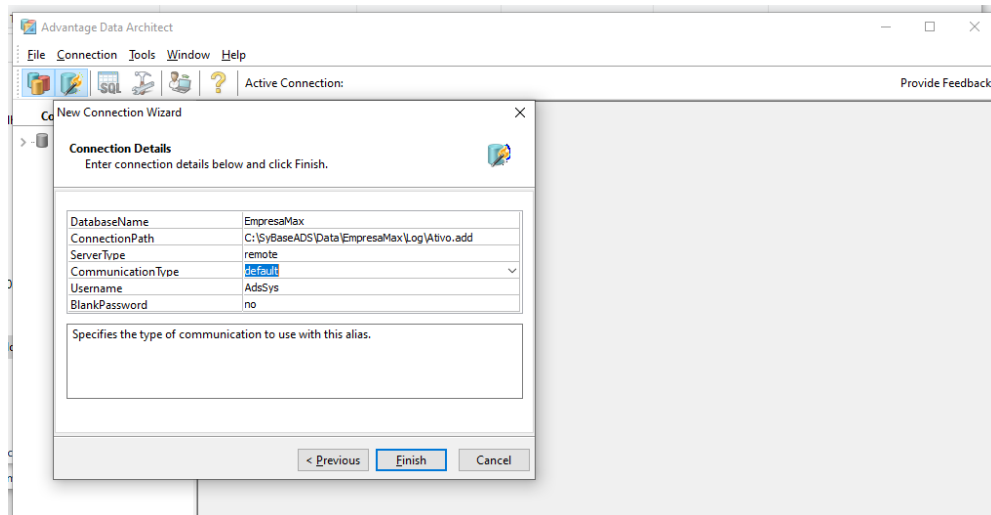 Advantage Data Architect
File Connection Tools Window Help
SQL Active Connection: Provide Feedback
New Connection Wizard
Connection Details
Enter connection details below and click Finish.
DatabaseName EmpresaMax
ConnectionPath C:\SyBaseADS\Data\EmpresaMax\Log\Ativo.add
ServerType remote
CommunicationType default
Username AdsSys
BlankPassword no
Specifies the type of communication to use with this alias.
< Previous Finish Cancel